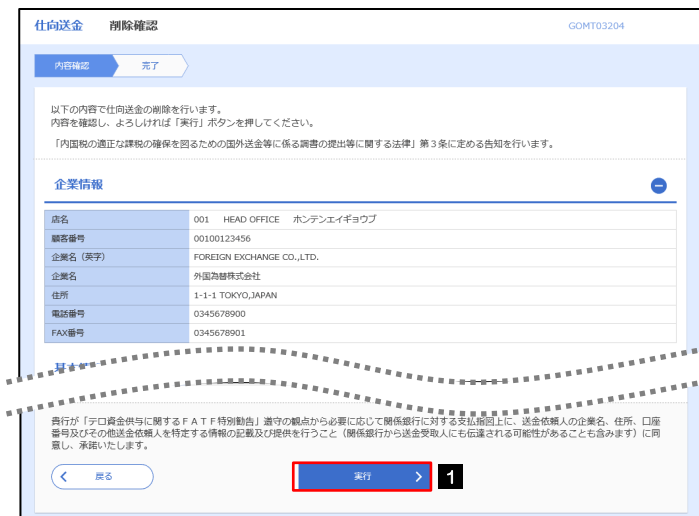 仕向送金 削除確認 GOMT03204
内容確認 完了
以下の内容で仕向送金の削除を行います。
内容を確認し、よろしければ「実行」ボタンを押してください。
「内国税の適正な課税の確保を図るための国外送金等に係る調書の提出等に関する法律」第３条に定める告知を行います。
企業情報
店名 001 HEAD OFFICE ホンテンエイギョウブ
顧客番号 00100123456
企業名（英字） FOREIGN EXCHANGE CO.,LTD.
企業名 外国為替株式会社
住所 1-1-1 TOKYO,JAPAN
電話番号 0345678900
FAX番号 0345678901
貴行が「テロ資金供与に関するＦＡＴＦ特別勧告」遵守の観点から必要に応じて関係銀行に対する支払指図上に、送金依頼人の企業名、住所、口座
番号及びその他送金依頼人を特定する情報の記載及び提供を行うこと（関係銀行から送金受取人にも伝達される可能性があることも含みます）に同
意し、承諾いたします。
戻る 実行 1